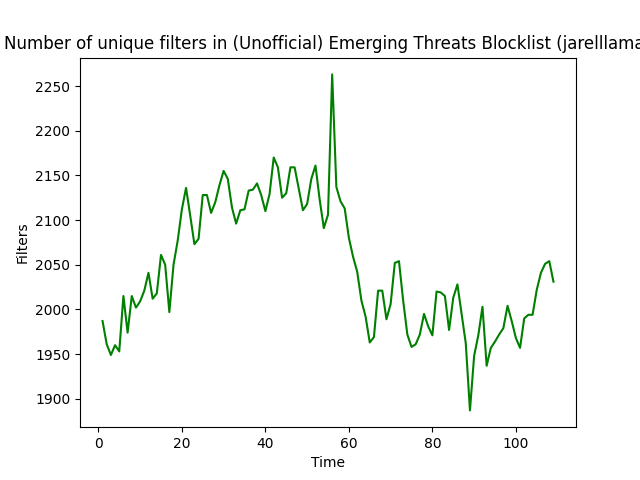 Number of unique filters in (Unofficial) Emerging Threats Blocklist (jarelllama
2250
2200
2150
2100
2050
2000
1950
1900
Filters
0 20 40 60 80 100
Time